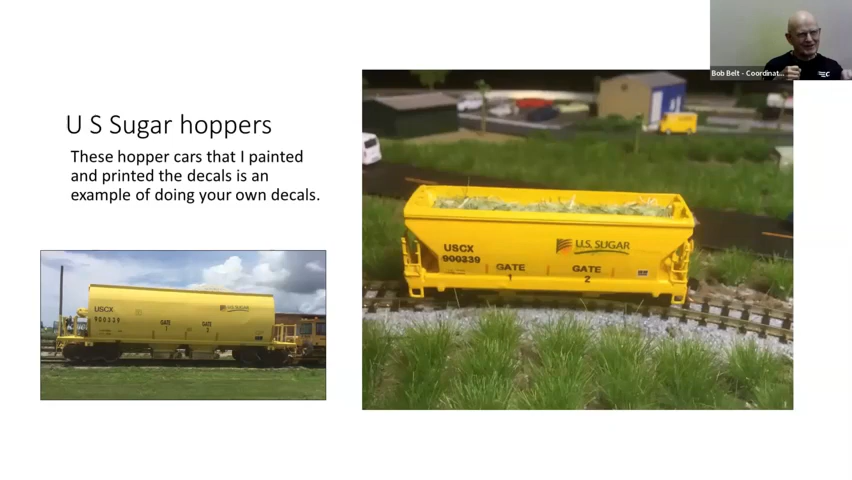 Bob Belt - Coordinat...
U S Sugar hoppers
These hopper cars that I painted
and printed the decals is an
example of doing your own decals.
USCX
900339
U.S. SUGAR
GATE
1
GATE
2
USCX
900339
U.S. SUGAR
GATE
1
GATE
2